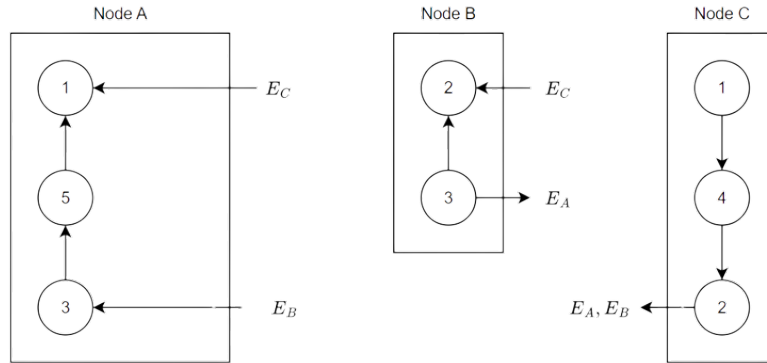 Node A
Node B
Node C
1
E_C
2
E_C
1
5
3
E_A
4
3
E_B
E_A, E_B
2